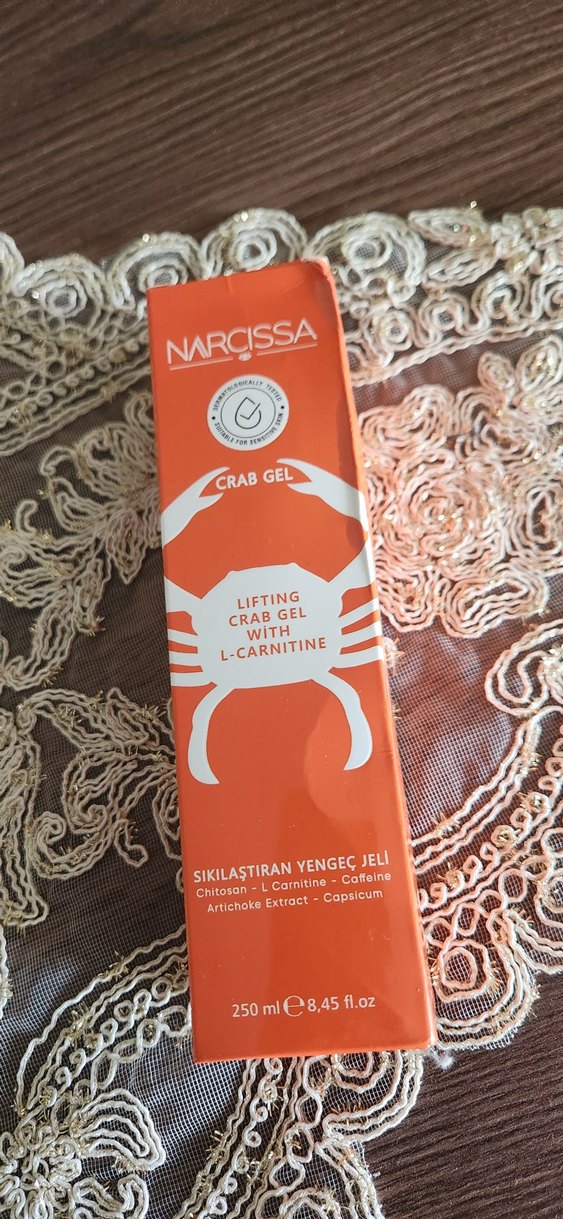 NARCISSA
DERMATOLOGICALLY TESTED
SUITABLE FOR SENSITIVE SKIN
CRAB GEL
LIFTING
CRAB GEL
WITH
L-CARNITINE
SIKILAŞTIRAN YENGEÇ JELİ
Chitosan - L Carnitine - Caffeine
Artichoke Extract - Capsicum
250 ml ℮ 8,45 fl.oz